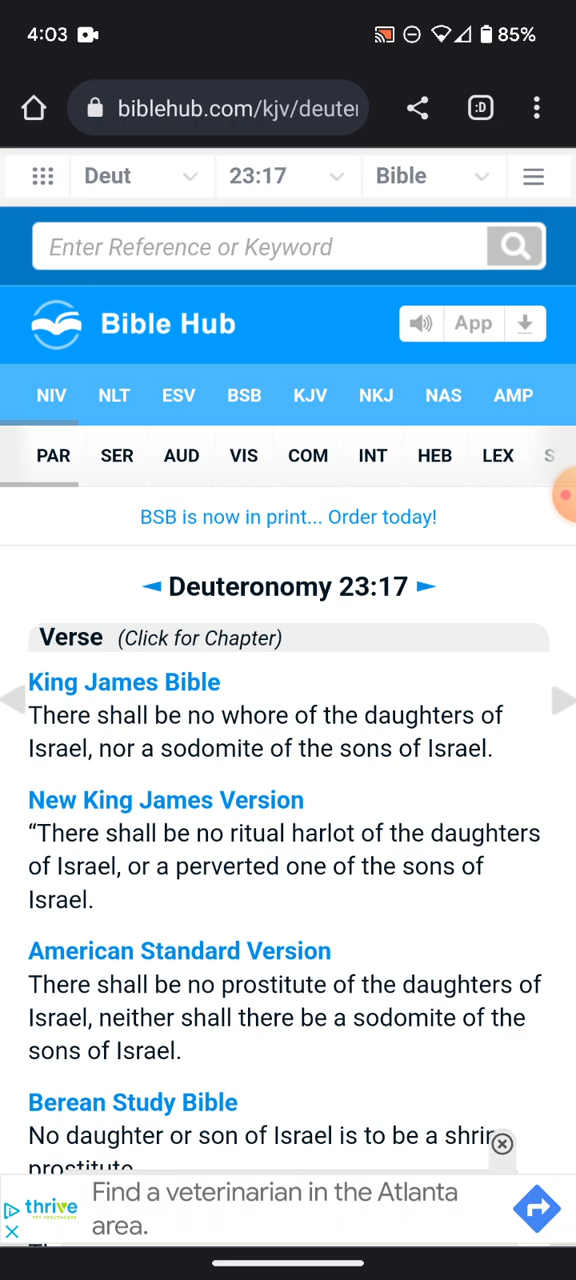 4:03 85%
biblehub.com/kjv/deute
:D
Deut 23:17 Bible
Enter Reference or Keyword
Bible Hub App
NIV NLT ESV BSB KJV NKJ NAS AMP
PAR SER AUD VIS COM INT HEB LEX S
BSB is now in print... Order today!
◄ Deuteronomy 23:17 ►
Verse (Click for Chapter)
King James Bible
There shall be no whore of the daughters of
Israel, nor a sodomite of the sons of Israel.
New King James Version
“There shall be no ritual harlot of the daughters
of Israel, or a perverted one of the sons of
Israel.
American Standard Version
There shall be no prostitute of the daughters of
Israel, neither shall there be a sodomite of the
sons of Israel.
Berean Study Bible
No daughter or son of Israel is to be a shrin
prostitute
thrive
PET HEALTHCARE
Find a veterinarian in the Atlanta
area.